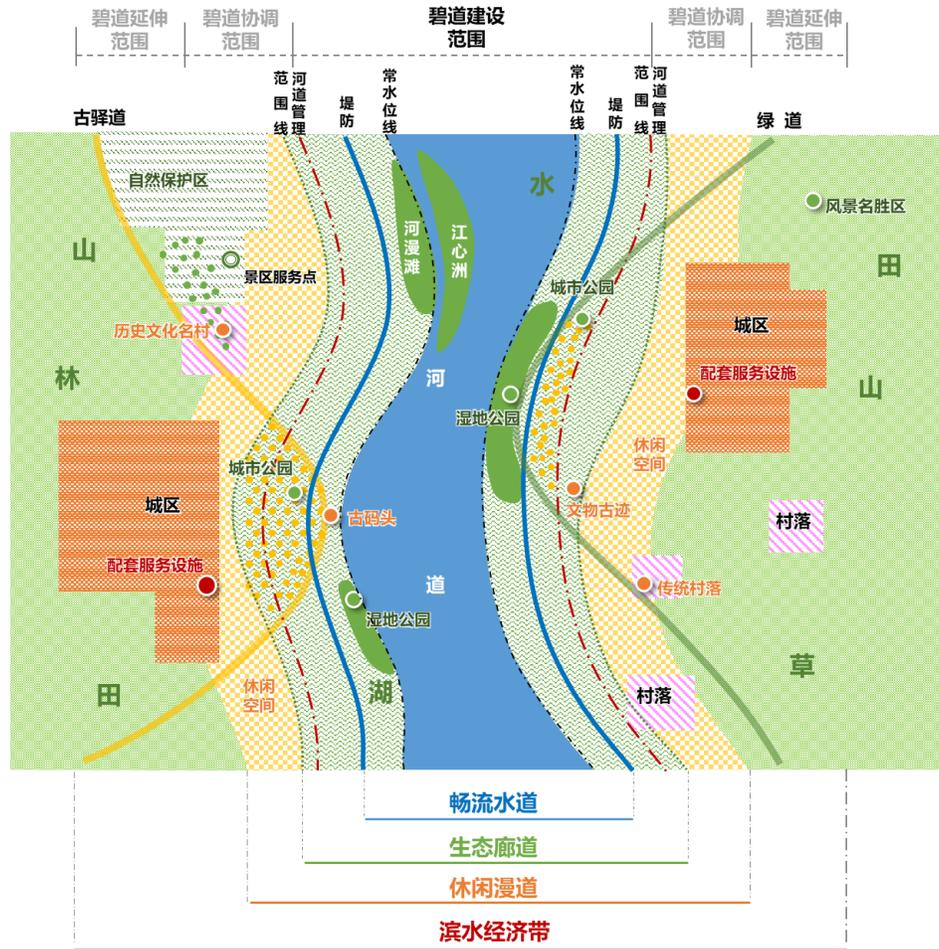 碧道延伸
范围
碧道协调
范围
碧道建设
范围
碧道协调
范围
碧道延伸
范围
古驿道
范围线
河道管理
堤防
常水位线
常水位线
堤防
范围线
河道管理
绿道
自然保护区
水
风景名胜区
山
河漫滩
江心洲
田
景区服务点
城市公园
历史文化名村
城区
林
河
配套服务设施
山
湿地公园
休闲
空间
城市公园
城区
古码头
文物古迹
村落
配套服务设施
道
传统村落
湿地公园
草
田
休闲
空间
湖
村落
畅流水道
生态廊道
休闲漫道
滨水经济带